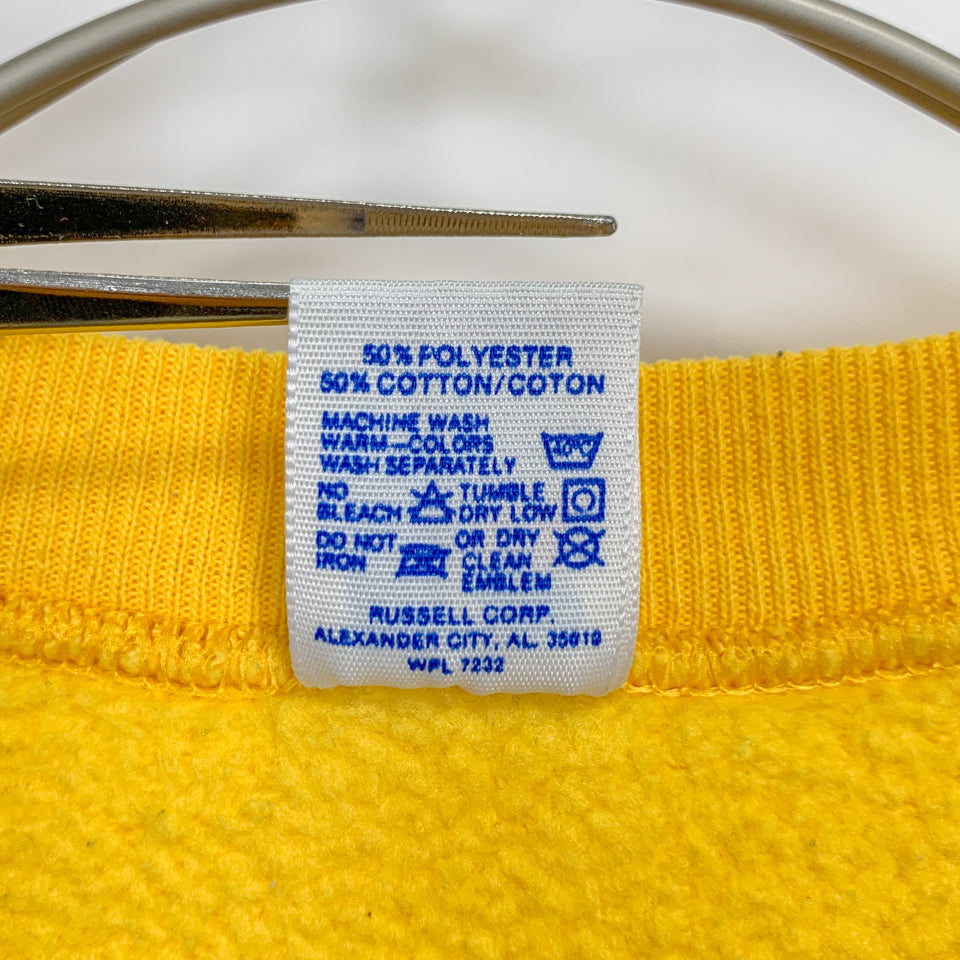 50% POLYESTER
50% COTTON/COTON
MACHINE WASH
WARM—COLORS
WASH SEPARATELY
NO
BLEACH
TUMBLE
DRY LOW
DO NOT
IRON
OR DRY
CLEAN
EMBLEM
RUSSELL CORP.
ALEXANDER CITY, AL 35010
WPL 7232